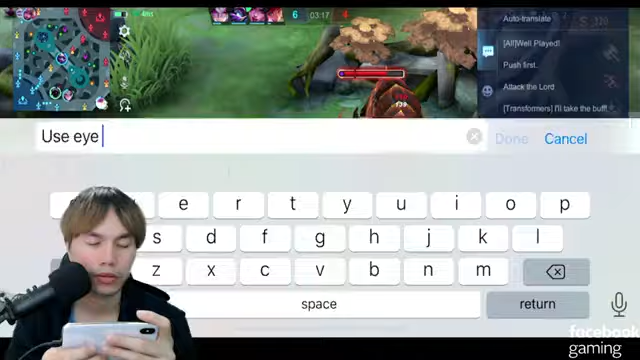 4ms
6 03:17 4
Auto-translate
[All]Well Played!
Push first.
Attack the Lord
[Transformers] I'll take the buff!
Use eye
Done
Cancel
e r t y u i o p
s d f g h j k l
z x c v b n m
space
return
facebook
gaming